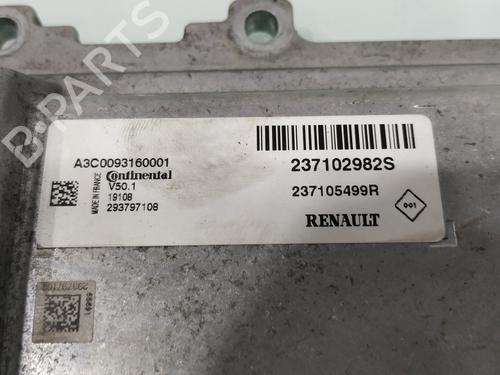 B-PARTS
A3C0093160001
Continental
V50.1
19108
293797108
MADE IN FRANCE
237102982S
237105499R
RENAULT
001